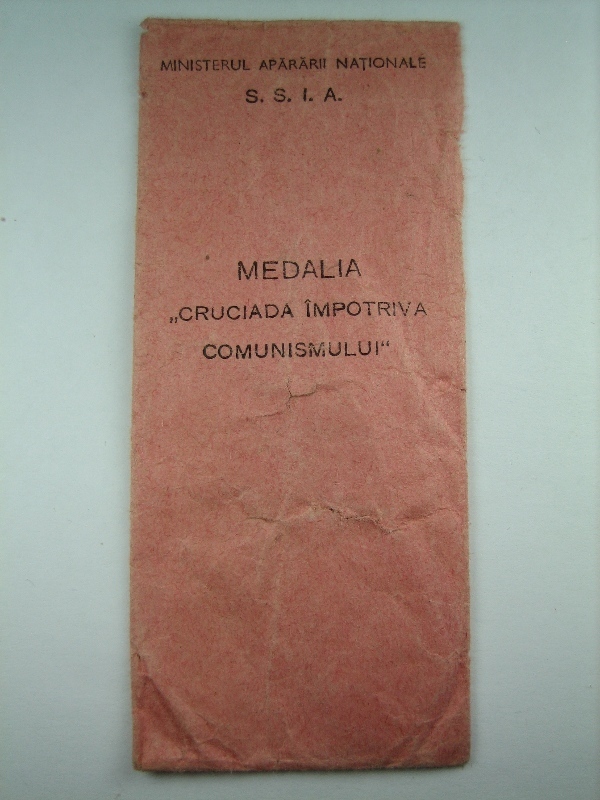 MINISTERUL APĂRĂRII NAȚIONALE
S. S. I. A.
MEDALIA
„CRUCIADA ÎMPOTRIVA
COMUNISMULUI“